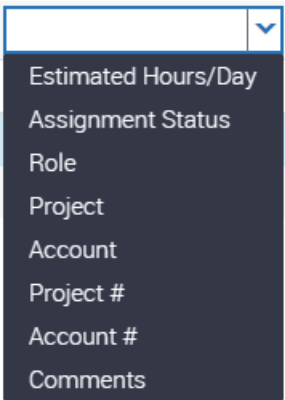 Estimated Hours/Day
Assignment Status
Role
Project
Account
Project #
Account #
Comments